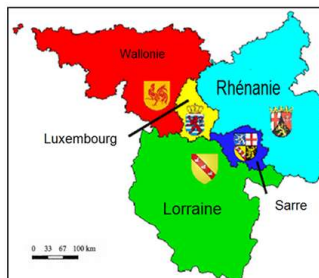 Wallonie
Rhénanie
Luxembourg
Lorraine
Sarre
0 33 67 100 km